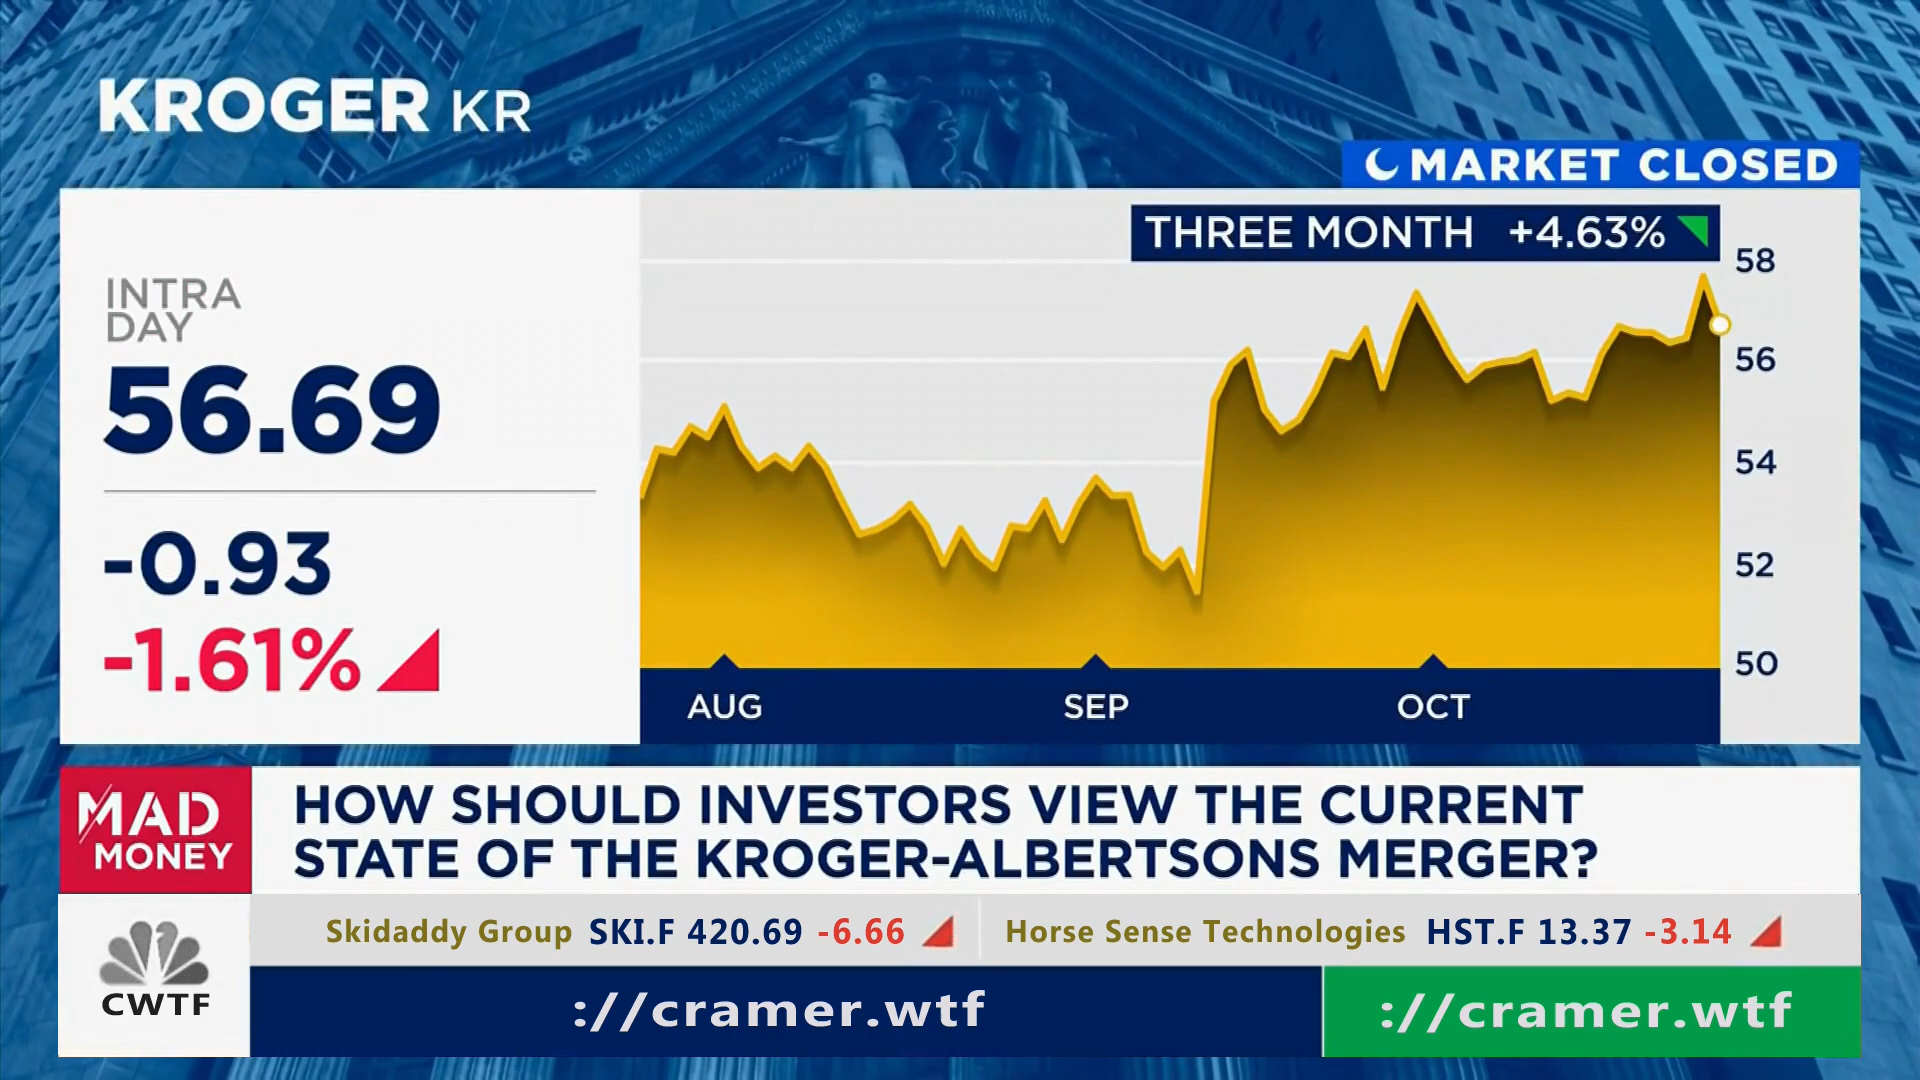 KROGER KR
MARKET CLOSED
THREE MONTH +4.63%
INTRA
DAY
56.69
-0.93
-1.61%
58
56
54
52
50
AUG SEP OCT
MAD
MONEY
HOW SHOULD INVESTORS VIEW THE CURRENT
STATE OF THE KROGER-ALBERTSONS MERGER?
Skidaddy Group SKI.F 420.69 -6.66 Horse Sense Technologies HST.F 13.37 -3.14
CWTF
://cramer.wtf ://cramer.wtf